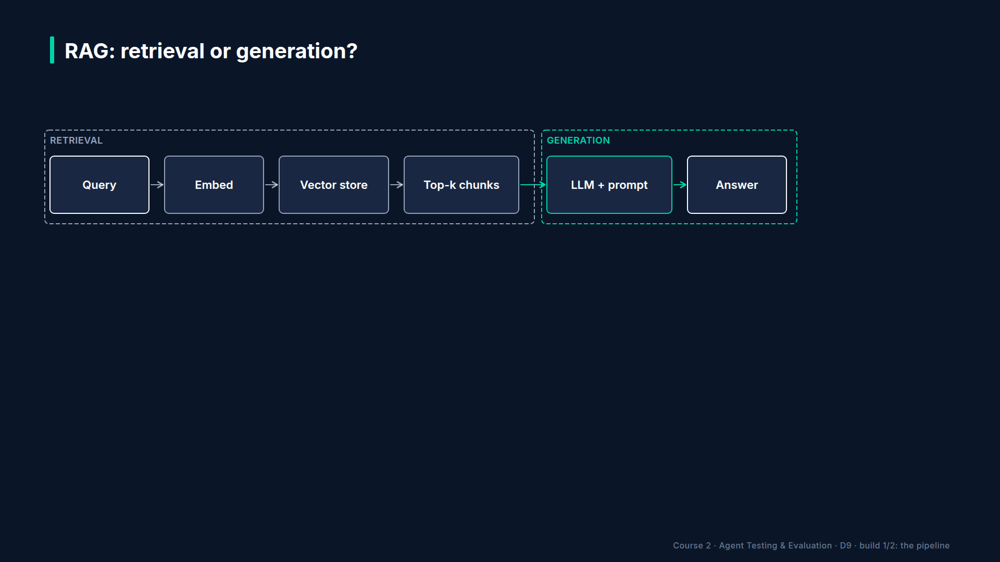 RAG: retrieval or generation?
RETRIEVAL
GENERATION
Query
Embed
Vector store
Top-k chunks
LLM + prompt
Answer
Course 2 · Agent Testing & Evaluation · D9 · build 1/2: the pipeline